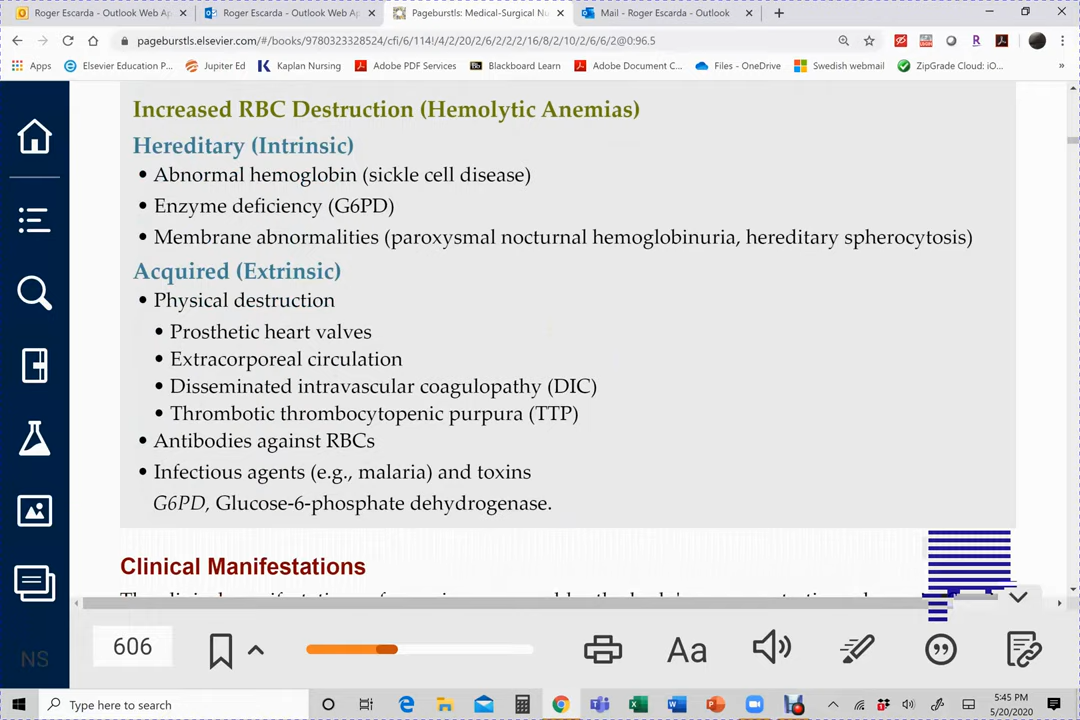 Roger Escarda - Outlook Web Ap
Roger Escarda - Outlook Web Ap
Pageburstls: Medical-Surgical Nu
Mail - Roger Escarda - Outlook
pageburstls.elsevier.com/#/books/9780323328524/cfi/6/114!/4/2/20/2/6/2/2/2/16/8/2/10/2/6/6/2@0:96.5
Apps
Elsevier Education P...
Jupiter Ed
Kaplan Nursing
Adobe PDF Services
Bb
Blackboard Learn
Adobe Document C...
Files - OneDrive
Swedish webmail
ZipGrade Cloud: iO...
»
Increased RBC Destruction (Hemolytic Anemias)
Hereditary (Intrinsic)
• Abnormal hemoglobin (sickle cell disease)
• Enzyme deficiency (G6PD)
• Membrane abnormalities (paroxysmal nocturnal hemoglobinuria, hereditary spherocytosis)
Acquired (Extrinsic)
• Physical destruction
• Prosthetic heart valves
• Extracorporeal circulation
• Disseminated intravascular coagulopathy (DIC)
• Thrombotic thrombocytopenic purpura (TTP)
• Antibodies against RBCs
• Infectious agents (e.g., malaria) and toxins
G6PD, Glucose-6-phosphate dehydrogenase.
Clinical Manifestations
NS
606
Aa
Type here to search
5:45 PM
5/20/2020